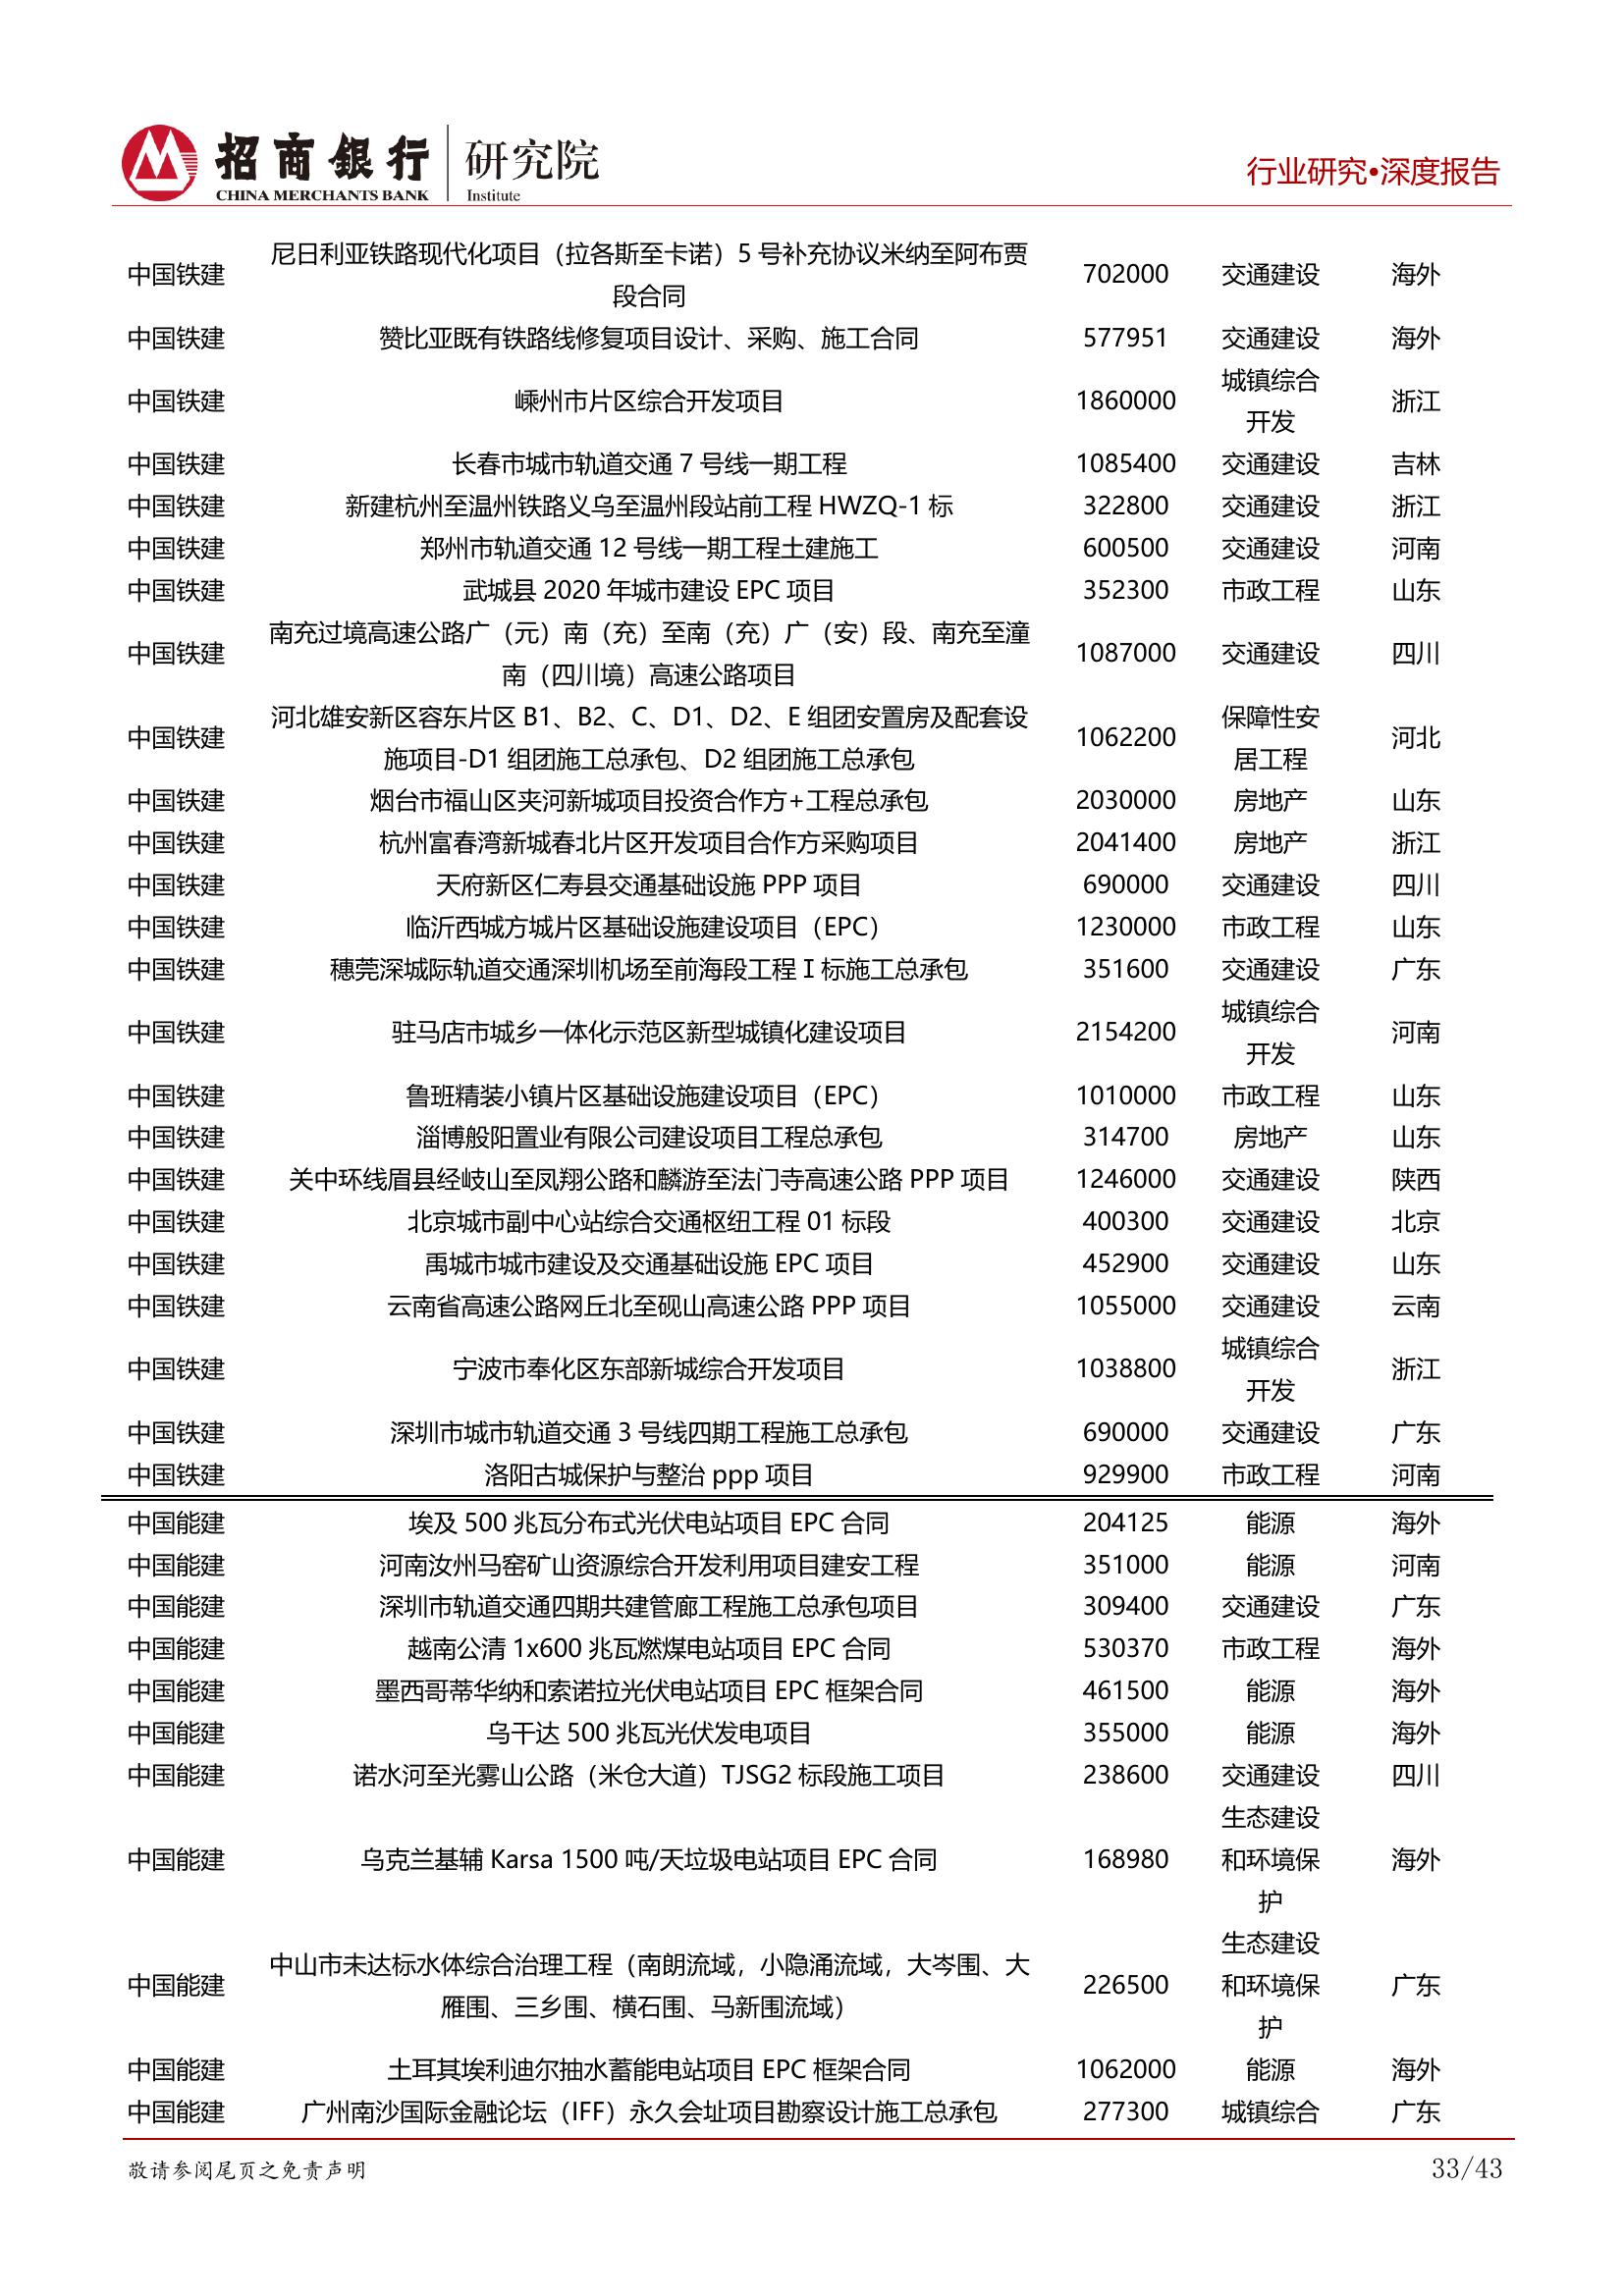 招商银行 研究院
CHINA MERCHANTS BANK Institute
行业研究•深度报告
中国铁建 尼日利亚铁路现代化项目（拉各斯至卡诺）5 号补充协议米纳至阿布贾 702000 交通建设 海外
段合同
中国铁建 赞比亚既有铁路线修复项目设计、采购、施工合同 577951 交通建设 海外
中国铁建 嵊州市片区综合开发项目 1860000 城镇综合 浙江
开发
中国铁建 长春市城市轨道交通 7 号线一期工程 1085400 交通建设 吉林
中国铁建 新建杭州至温州铁路义乌至温州段站前工程 HWZQ-1 标 322800 交通建设 浙江
中国铁建 郑州市轨道交通 12 号线一期工程土建施工 600500 交通建设 河南
中国铁建 武城县 2020 年城市建设 EPC 项目 352300 市政工程 山东
中国铁建 南充过境高速公路广（元）南（充）至南（充）广（安）段、南充至潼 1087000 交通建设 四川
南（四川境）高速公路项目
中国铁建 河北雄安新区容东片区 B1、B2、C、D1、D2、E 组团安置房及配套设 1062200 保障性安 河北
施项目-D1 组团施工总承包、D2 组团施工总承包 居工程
中国铁建 烟台市福山区夹河新城项目投资合作方+工程总承包 2030000 房地产 山东
中国铁建 杭州富春湾新城春北片区开发项目合作方采购项目 2041400 房地产 浙江
中国铁建 天府新区仁寿县交通基础设施 PPP 项目 690000 交通建设 四川
中国铁建 临沂西城方城片区基础设施建设项目（EPC） 1230000 市政工程 山东
中国铁建 穗莞深城际轨道交通深圳机场至前海段工程 I 标施工总承包 351600 交通建设 广东
中国铁建 驻马店市城乡一体化示范区新型城镇化建设项目 2154200 城镇综合 河南
开发
中国铁建 鲁班精装小镇片区基础设施建设项目（EPC） 1010000 市政工程 山东
中国铁建 淄博般阳置业有限公司建设项目工程总承包 314700 房地产 山东
中国铁建 关中环线眉县经岐山至凤翔公路和麟游至法门寺高速公路 PPP 项目 1246000 交通建设 陕西
中国铁建 北京城市副中心站综合交通枢纽工程 01 标段 400300 交通建设 北京
中国铁建 禹城市城市建设及交通基础设施 EPC 项目 452900 交通建设 山东
中国铁建 云南省高速公路网丘北至砚山高速公路 PPP 项目 1055000 交通建设 云南
中国铁建 宁波市奉化区东部新城综合开发项目 1038800 城镇综合 浙江
开发
中国铁建 深圳市城市轨道交通 3 号线四期工程施工总承包 690000 交通建设 广东
中国铁建 洛阳古城保护与整治 ppp 项目 929900 市政工程 河南
中国能建 埃及 500 兆瓦分布式光伏电站项目 EPC 合同 204125 能源 海外
中国能建 河南汝州马窑矿山资源综合开发利用项目建安工程 351000 能源 河南
中国能建 深圳市轨道交通四期共建管廊工程施工总承包项目 309400 交通建设 广东
中国能建 越南公清 1x600 兆瓦燃煤电站项目 EPC 合同 530370 市政工程 海外
中国能建 墨西哥蒂华纳和索诺拉光伏电站项目 EPC 框架合同 461500 能源 海外
中国能建 乌干达 500 兆瓦光伏发电项目 355000 能源 海外
中国能建 诺水河至光雾山公路（米仓大道）TJSG2 标段施工项目 238600 交通建设 四川
中国能建 乌克兰基辅 Karsa 1500 吨/天垃圾电站项目 EPC 合同 168980 生态建设 海外
和环境保
护
中国能建 中山市未达标水体综合治理工程（南朗流域，小隐涌流域，大岑围、大 226500 生态建设 广东
雁围、三乡围、横石围、马新围流域） 和环境保
护
中国能建 土耳其埃利迪尔抽水蓄能电站项目 EPC 框架合同 1062000 能源 海外
中国能建 广州南沙国际金融论坛（IFF）永久会址项目勘察设计施工总承包 277300 城镇综合 广东
敬请参阅尾页之免责声明 33/43